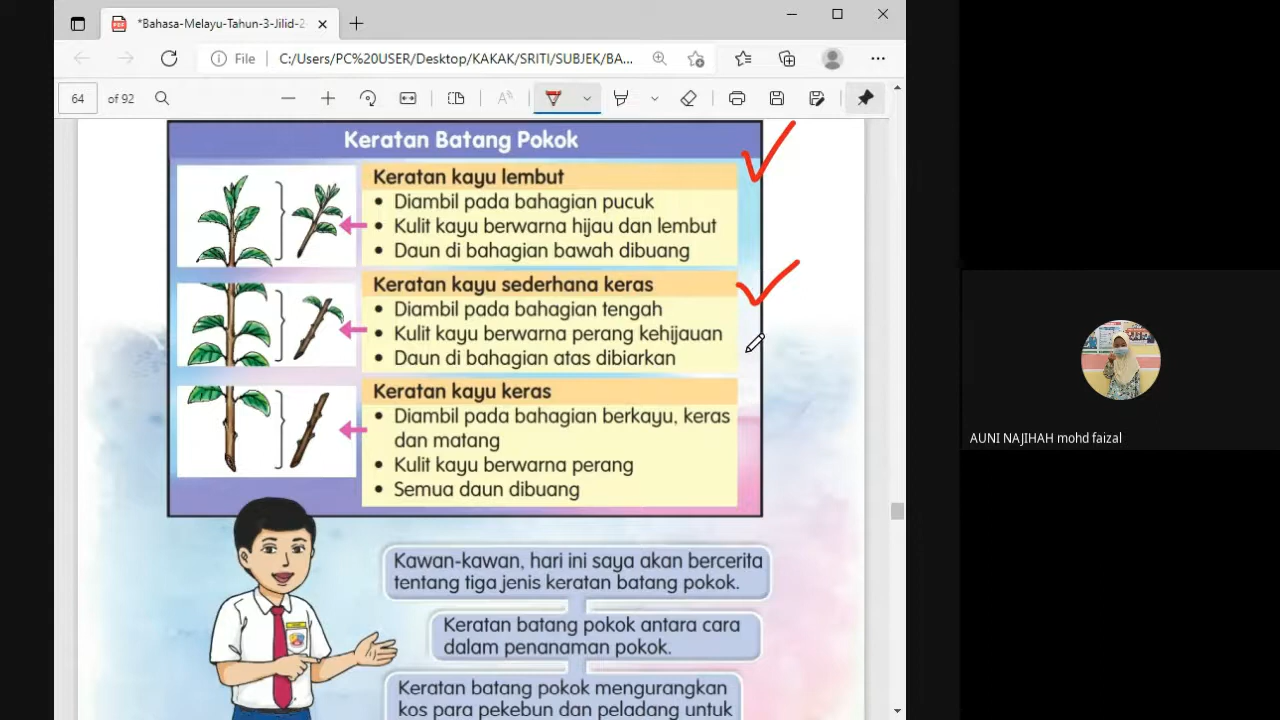 *Bahasa-Melayu-Tahun-3-Jilid-2
File
C:/Users/PC%20USER/Desktop/KAKAK/SRITI/SUBJEK/BA...
64 of 92
Keratan Batang Pokok
Keratan kayu lembut
• Diambil pada bahagian pucuk
• Kulit kayu berwarna hijau dan lembut
• Daun di bahagian bawah dibuang
Keratan kayu sederhana keras
• Diambil pada bahagian tengah
• Kulit kayu berwarna perang kehijauan
• Daun di bahagian atas dibiarkan
Keratan kayu keras
• Diambil pada bahagian berkayu, keras
dan matang
• Kulit kayu berwarna perang
• Semua daun dibuang
Kawan-kawan, hari ini saya akan bercerita
tentang tiga jenis keratan batang pokok.
Keratan batang pokok antara cara
dalam penanaman pokok.
Keratan batang pokok mengurangkan
kos para pekebun dan peladang untuk
AUNI NAJIHAH mohd faizal